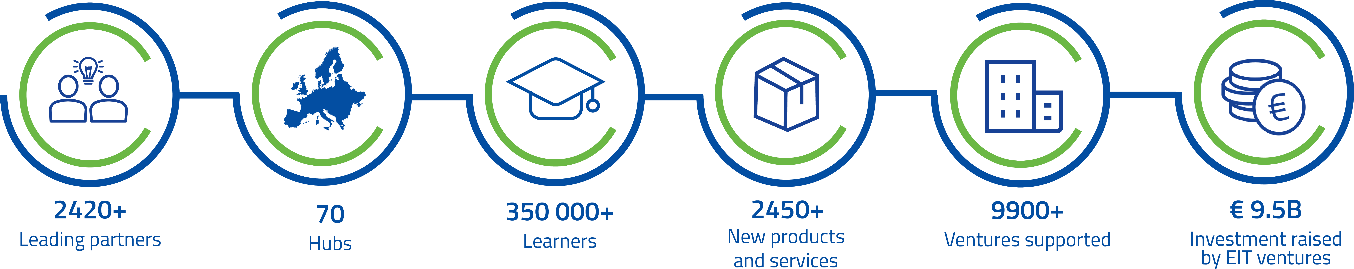 2420+
Leading partners
70
Hubs
350 000+
Learners
2450+
New products
and services
9900+
Ventures supported
€ 9.5B
Investment raised
by EIT ventures